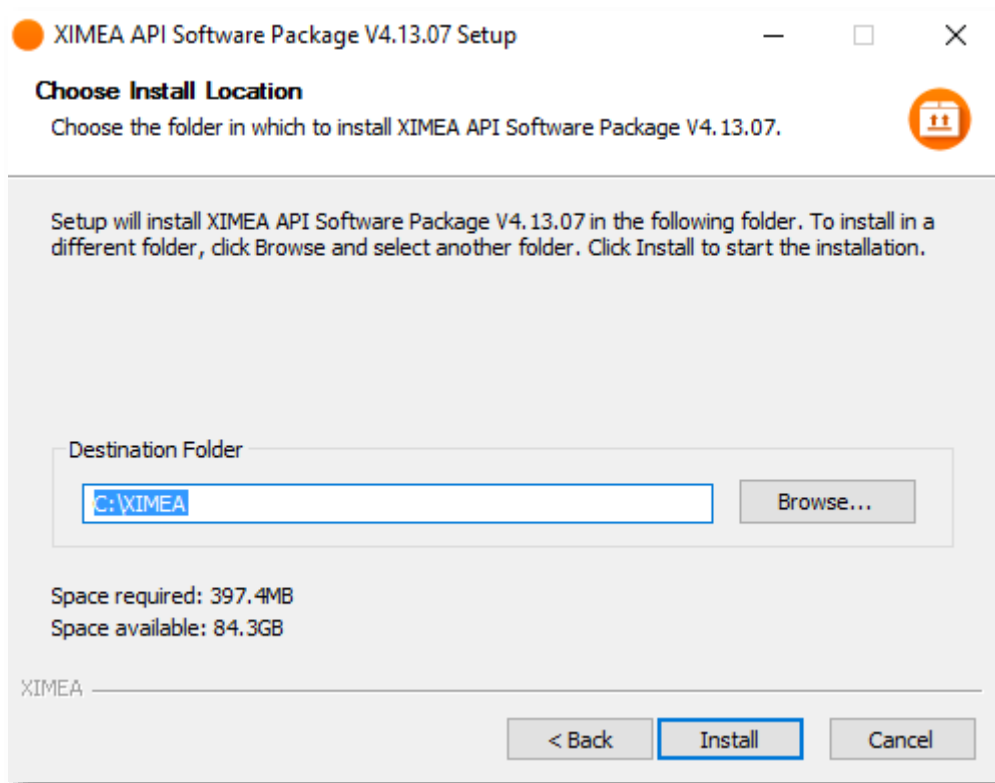 XIMEA API Software Package V4.13.07 Setup
Choose Install Location
Choose the folder in which to install XIMEA API Software Package V4.13.07.
Setup will install XIMEA API Software Package V4.13.07 in the following folder. To install in a
different folder, click Browse and select another folder. Click Install to start the installation.
Destination Folder
C:\XIMEA
Browse...
Space required: 397.4MB
Space available: 84.3GB
XIMEA
< Back
Install
Cancel